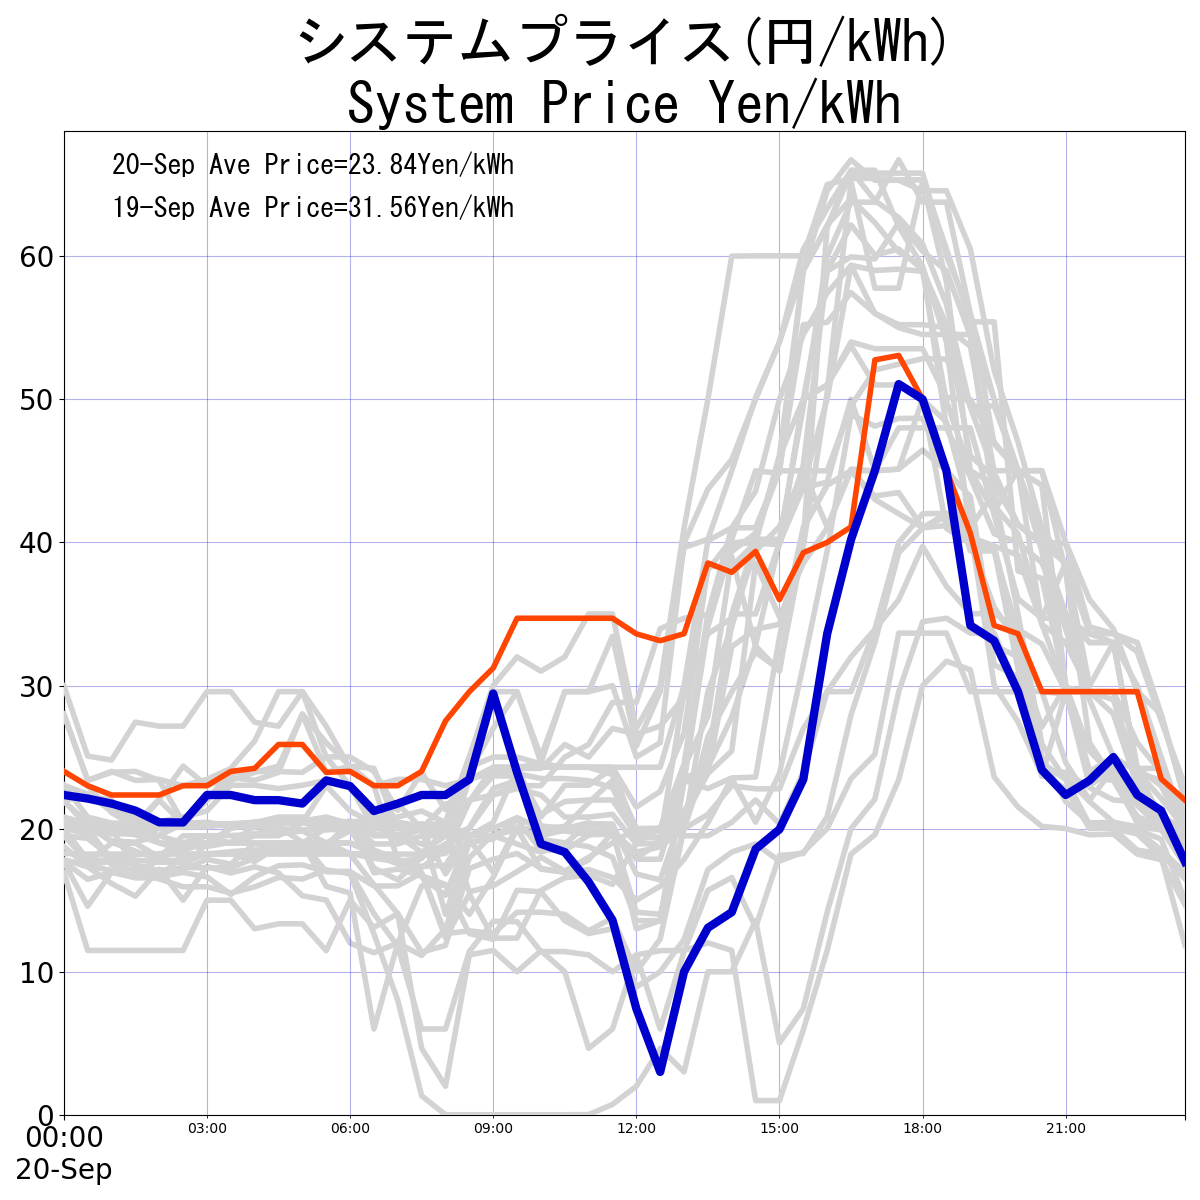 システムプライス(円/kWh)
System Price Yen/kWh
20-Sep Ave Price=23.84Yen/kWh
19-Sep Ave Price=31.56Yen/kWh
60
50
40
30
20
10
0
00:00 03:00 06:00 09:00 12:00 15:00 18:00 21:00
20-Sep